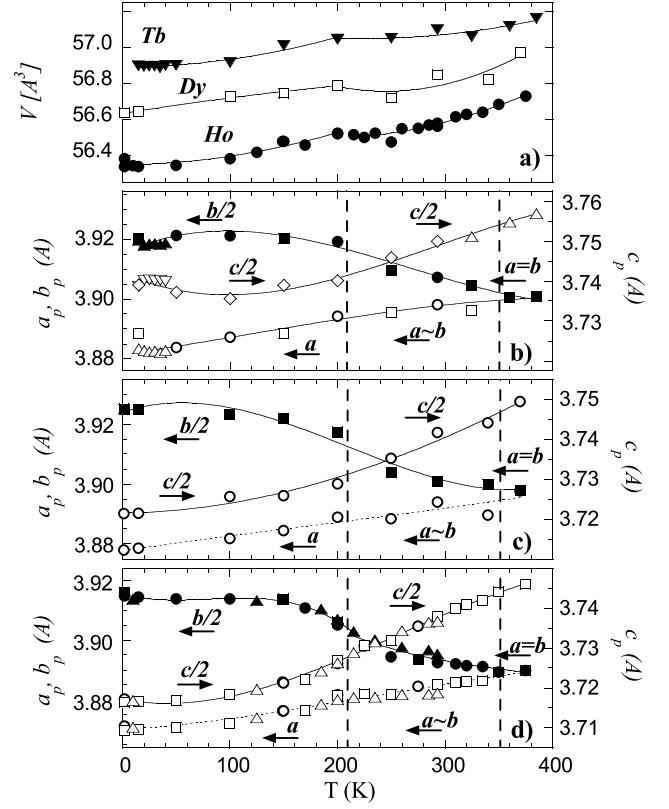 V [A³]
57.0
56.8
56.6
56.4
Tb
Dy
Ho
a)
a_p, b_p (A)
3.92
3.90
3.88
b/2
c/2
c/2
a
a~b
a=b
b)
3.76
3.75
3.74
3.73
c_p (A)
a_p, b_p (A)
3.92
3.90
3.88
b/2
c/2
c/2
a
a~b
a=b
c)
3.75
3.74
3.73
3.72
c_p (A)
a_p, b_p (A)
3.92
3.90
3.88
b/2
c/2
c/2
a
a~b
a=b
d)
3.74
3.73
3.72
3.71
c_p (A)
0 100 200 300 400
T (K)